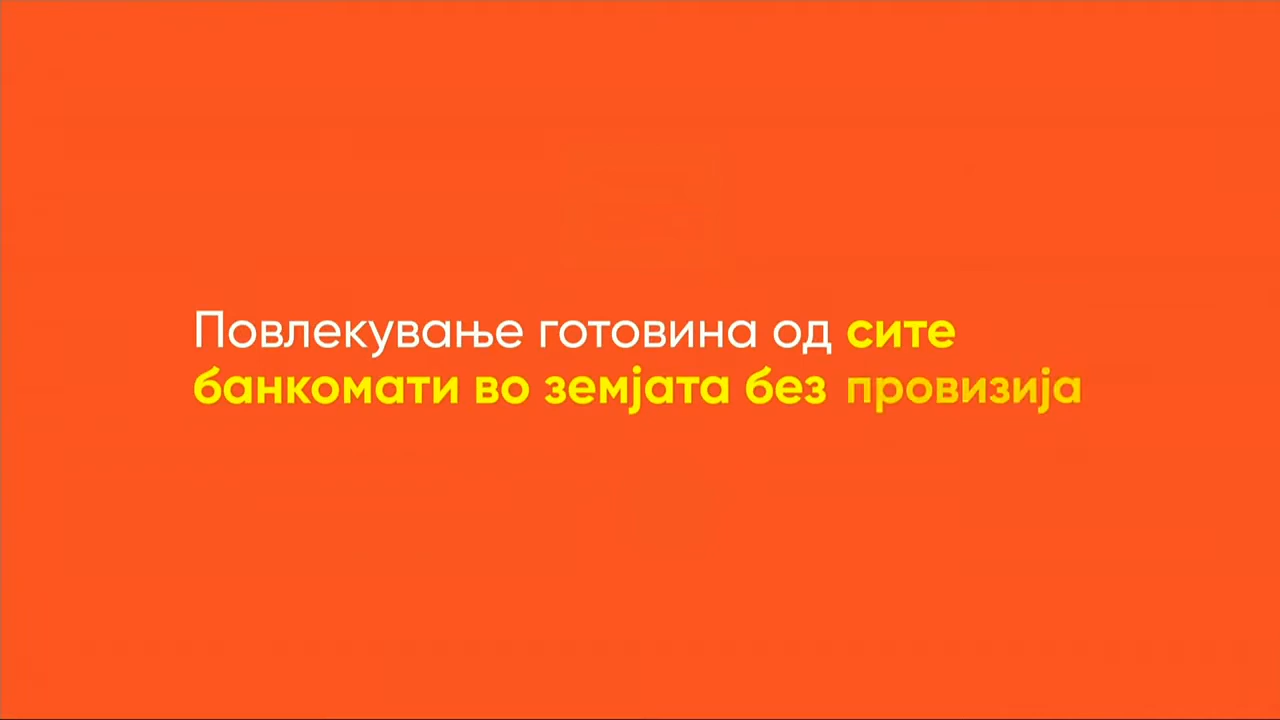 Повлекување готовина од сите
банкомати во земјата без провизија